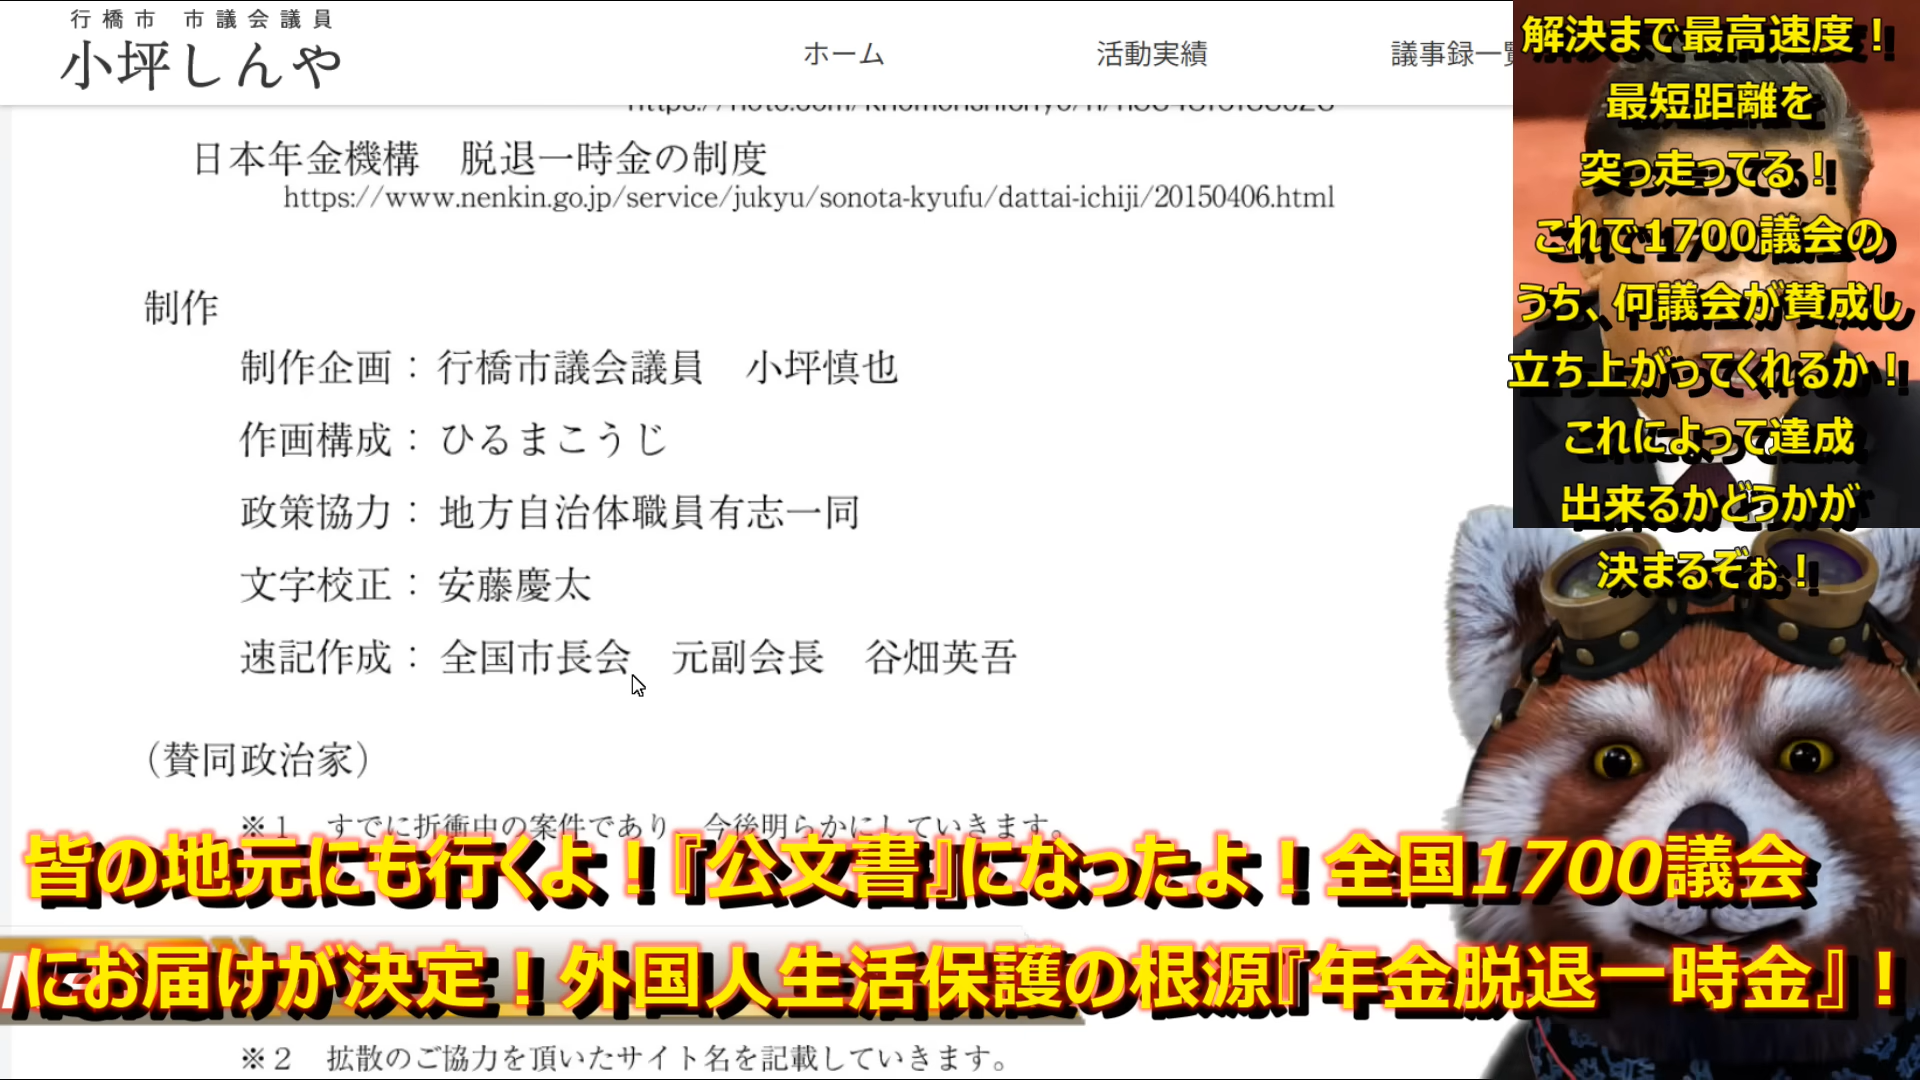 行橋市 市議会議員
小坪しんや
ホーム 活動実績 議事録一覧
日本年金機構 脱退一時金の制度
https://www.nenkin.go.jp/service/jukyu/sonota-kyufu/dattai-ichiji/20150406.html
制作
制作企画：行橋市議会議員 小坪慎也
作画構成：ひるまこうじ
政策協力：地方自治体職員有志一同
文字校正：安藤慶太
速記作成：全国市長会 元副会長 谷畑英吾
（賛同政治家）
※１ すでに折衝中の案件であり、今後明らかにしていきます。
皆の地元にも行くよ！『公文書』になったよ！全国1700議会
にお届けが決定！外国人生活保護の根源『年金脱退一時金』！
※２ 拡散のご協力を頂いたサイト名を記載していきます。
解決まで最高速度！
最短距離を
突っ走ってる！
これで1700議会の
うち、何議会が賛成し
立ち上がってくれるか！
これによって達成
出来るかどうかが
決まるぞぉ！